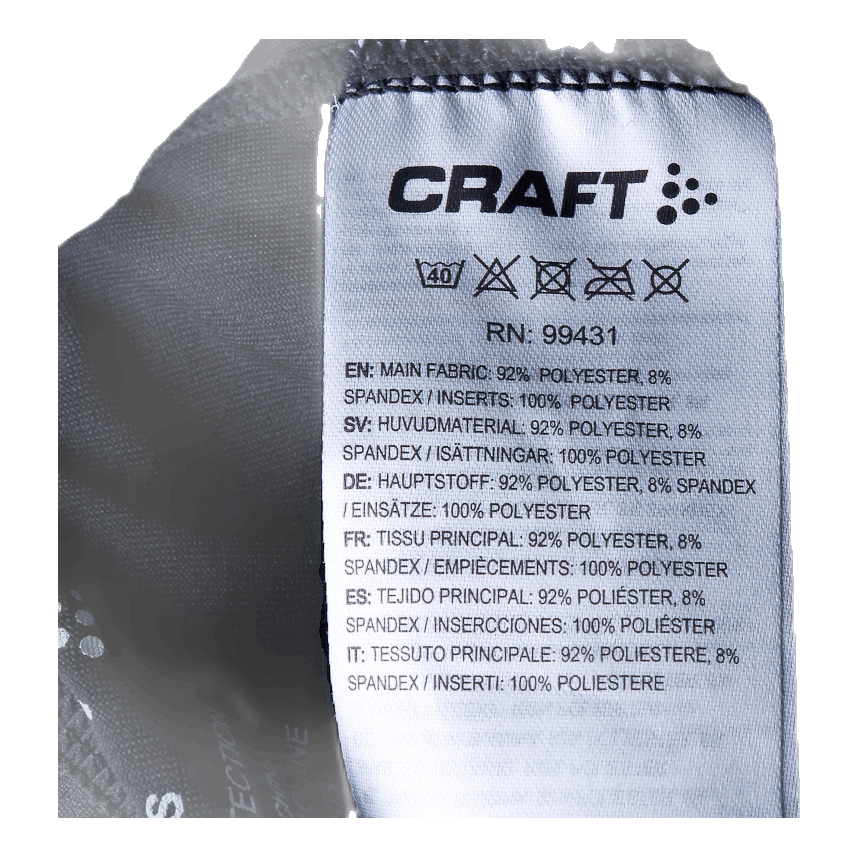 CRAFT
40
RN: 99431
EN: MAIN FABRIC: 92% POLYESTER, 8%
SPANDEX / INSERTS: 100% POLYESTER
SV: HUVUDMATERIAL: 92% POLYESTER, 8%
SPANDEX / ISÄTTNINGAR: 100% POLYESTER
DE: HAUPTSTOFF: 92% POLYESTER, 8% SPANDEX
/ EINSÄTZE: 100% POLYESTER
FR: TISSU PRINCIPAL: 92% POLYESTER, 8%
SPANDEX / EMPIÈCEMENTS: 100% POLYESTER
ES: TEJIDO PRINCIPAL: 92% POLIÉSTER, 8%
SPANDEX / INSERCCIONES: 100% POLIÉSTER
IT: TESSUTO PRINCIPALE: 92% POLIESTERE, 8%
SPANDEX / INSERTI: 100% POLIESTERE